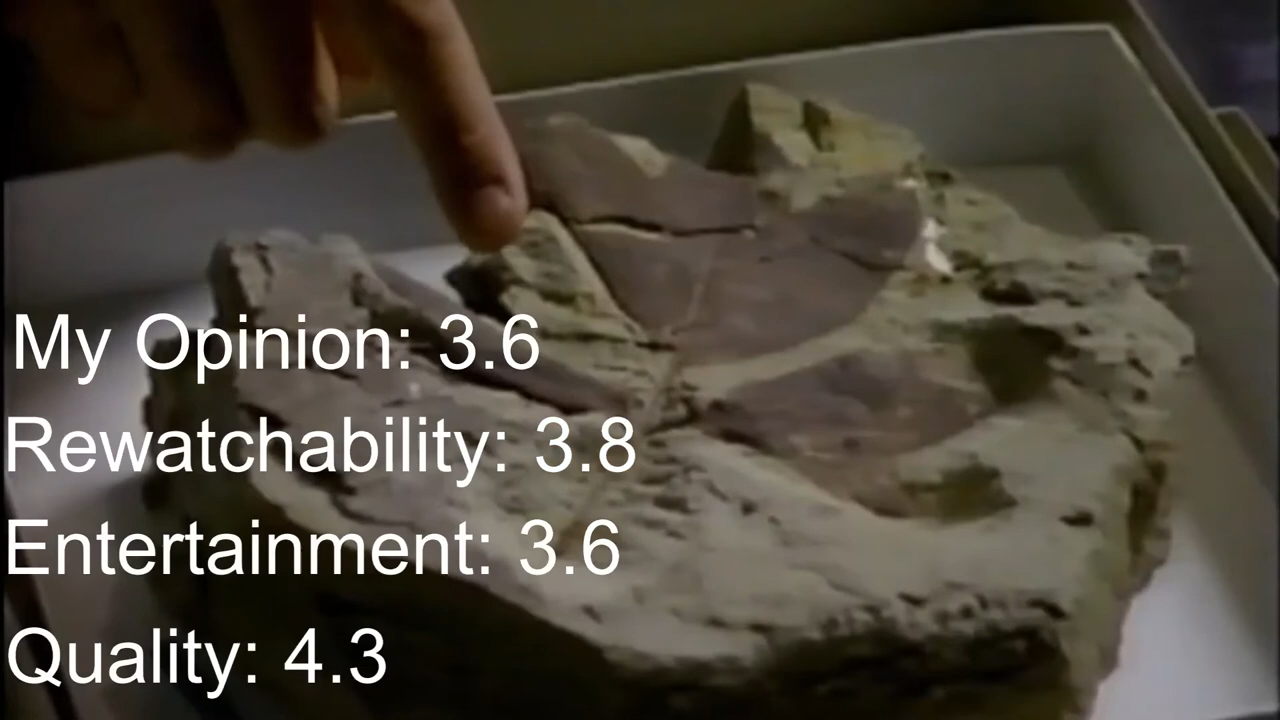 My Opinion: 3.6
Rewatchability: 3.8
Entertainment: 3.6
Quality: 4.3